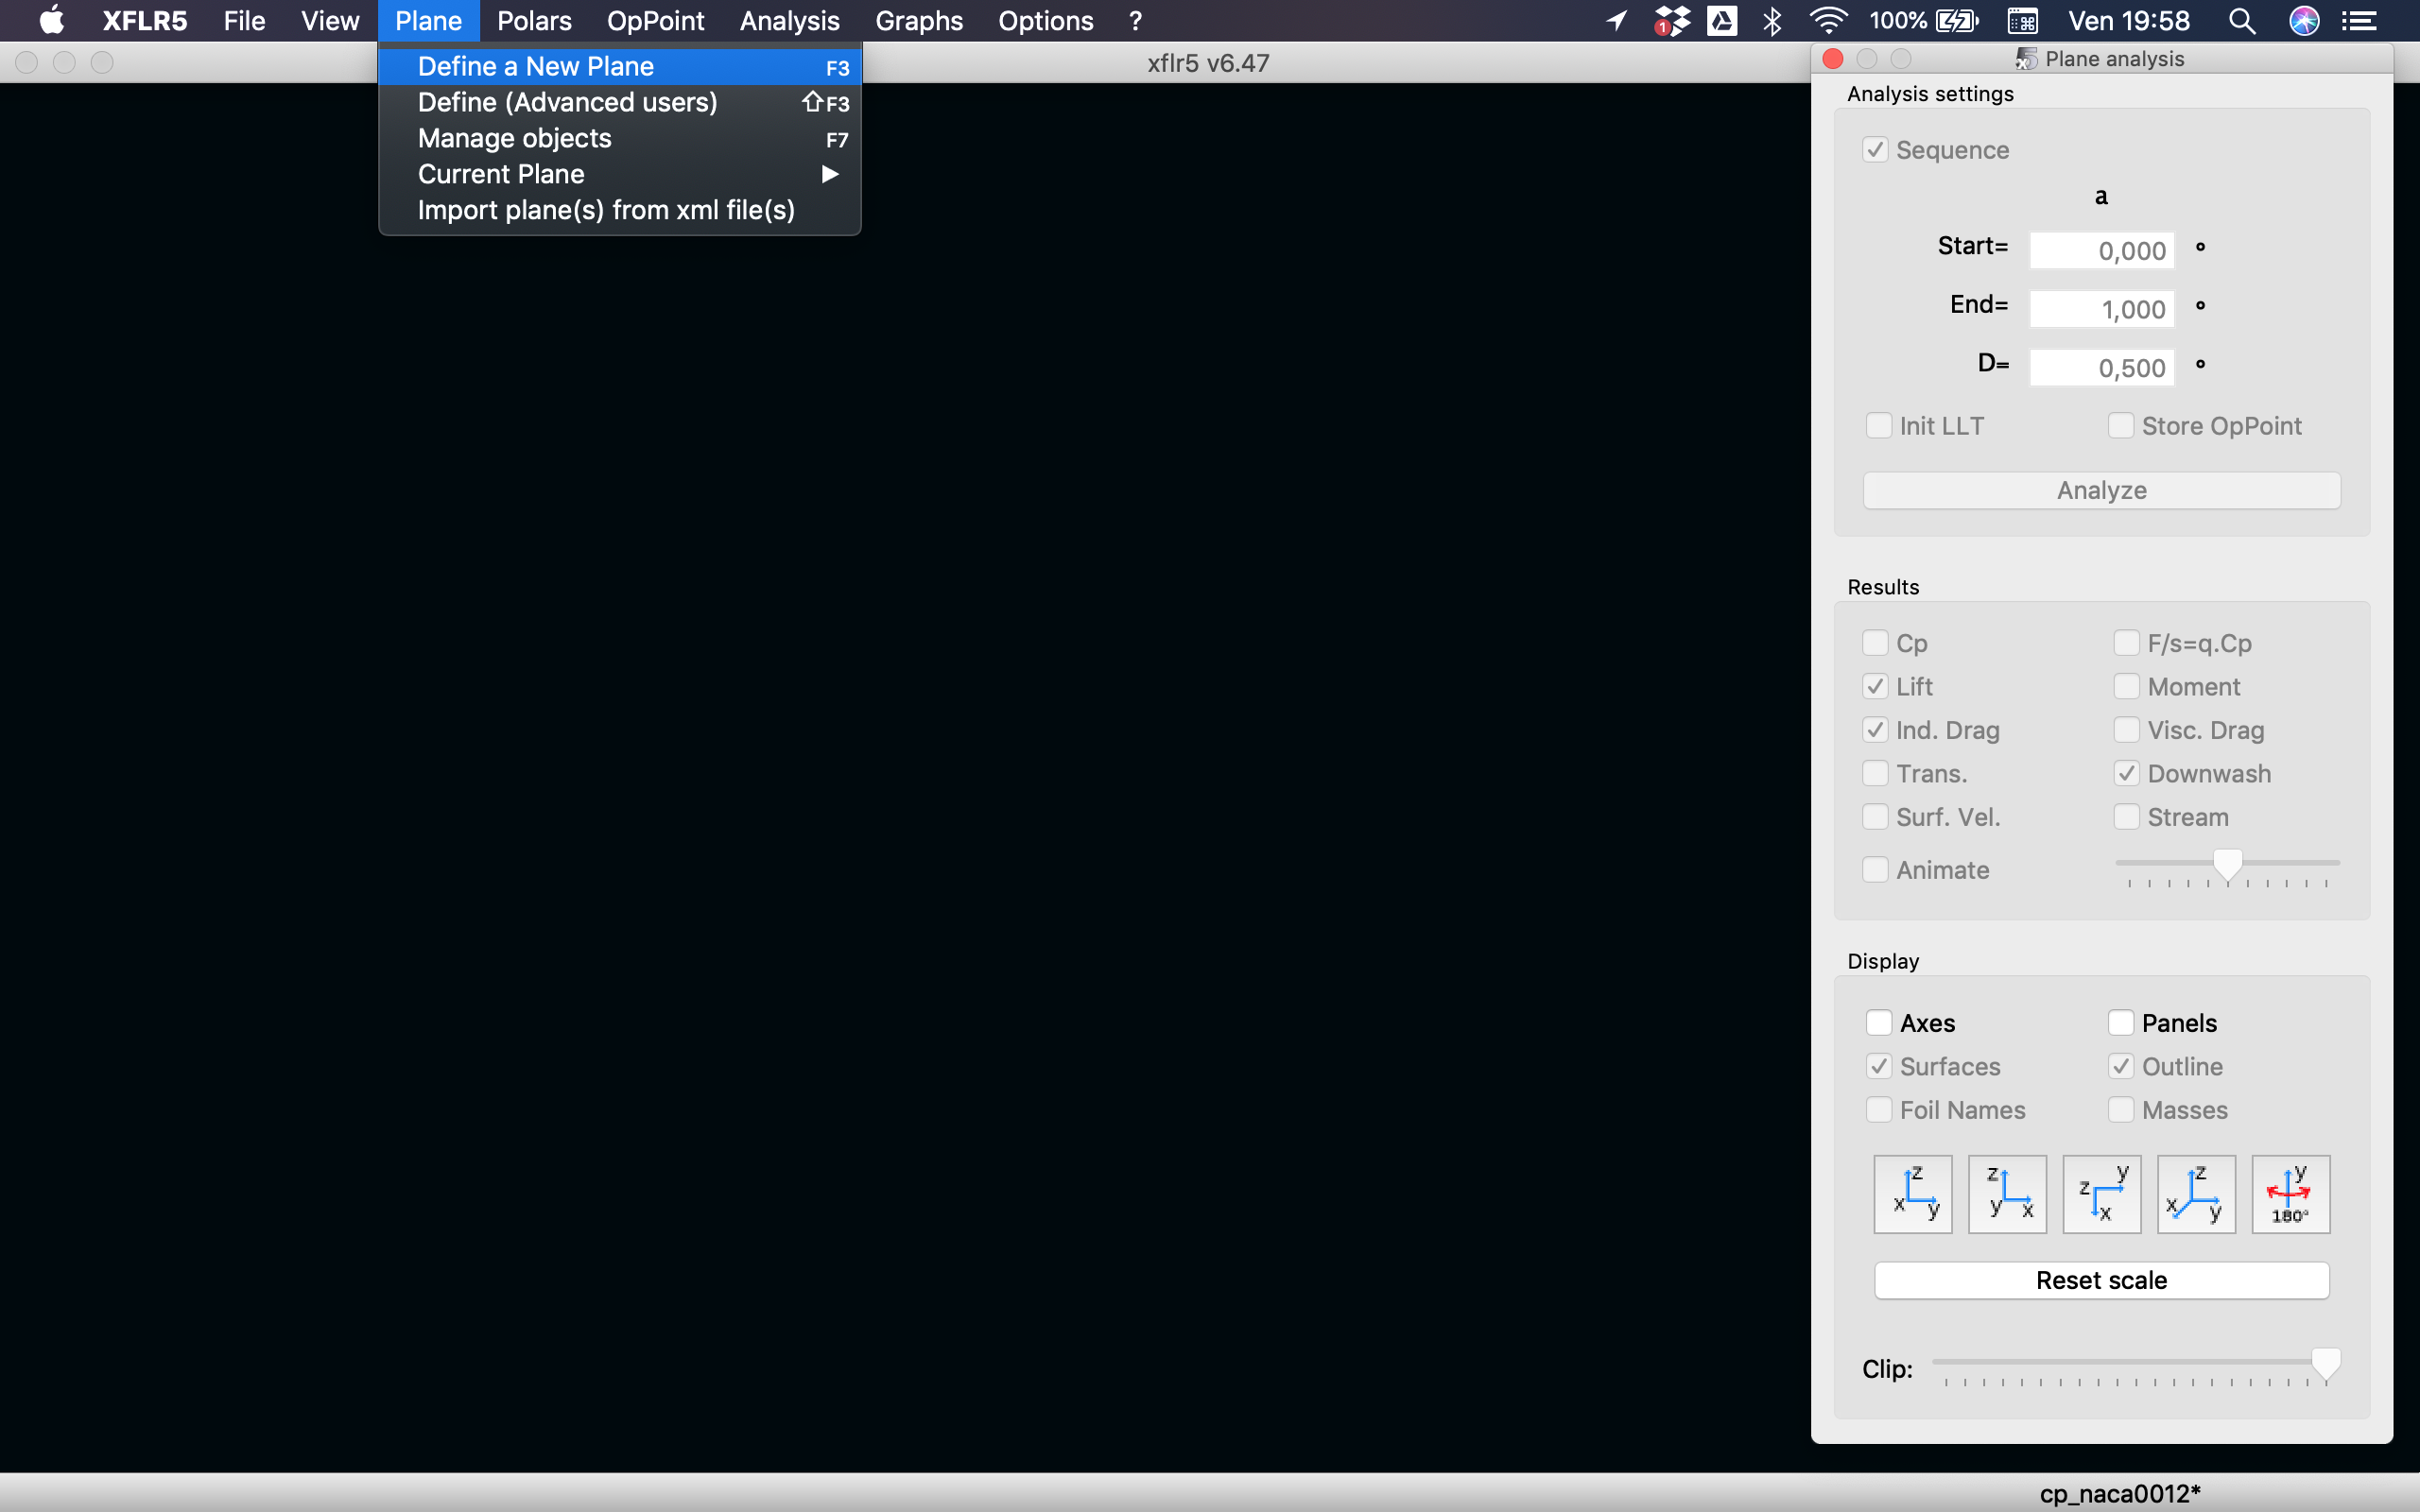 XFLR5 File View Plane Polars OpPoint Analysis Graphs Options ? 1 100% Ven 19:58
xflr5 v6.47
Define a New Plane F3
Define (Advanced users) ⇧F3
Manage objects F7
Current Plane ▶
Import plane(s) from xml file(s)
Plane analysis
Analysis settings
Sequence
a
Start= 0,000 °
End= 1,000 °
D= 0,500 °
Init LLT Store OpPoint
Analyze
Results
Cp F/s=q.Cp
Lift Moment
Ind. Drag Visc. Drag
Trans. Downwash
Surf. Vel. Stream
Animate
Display
Axes Panels
Surfaces Outline
Foil Names Masses
z x y z y x y z x z x y y 180°
Reset scale
Clip:
cp_naca0012*